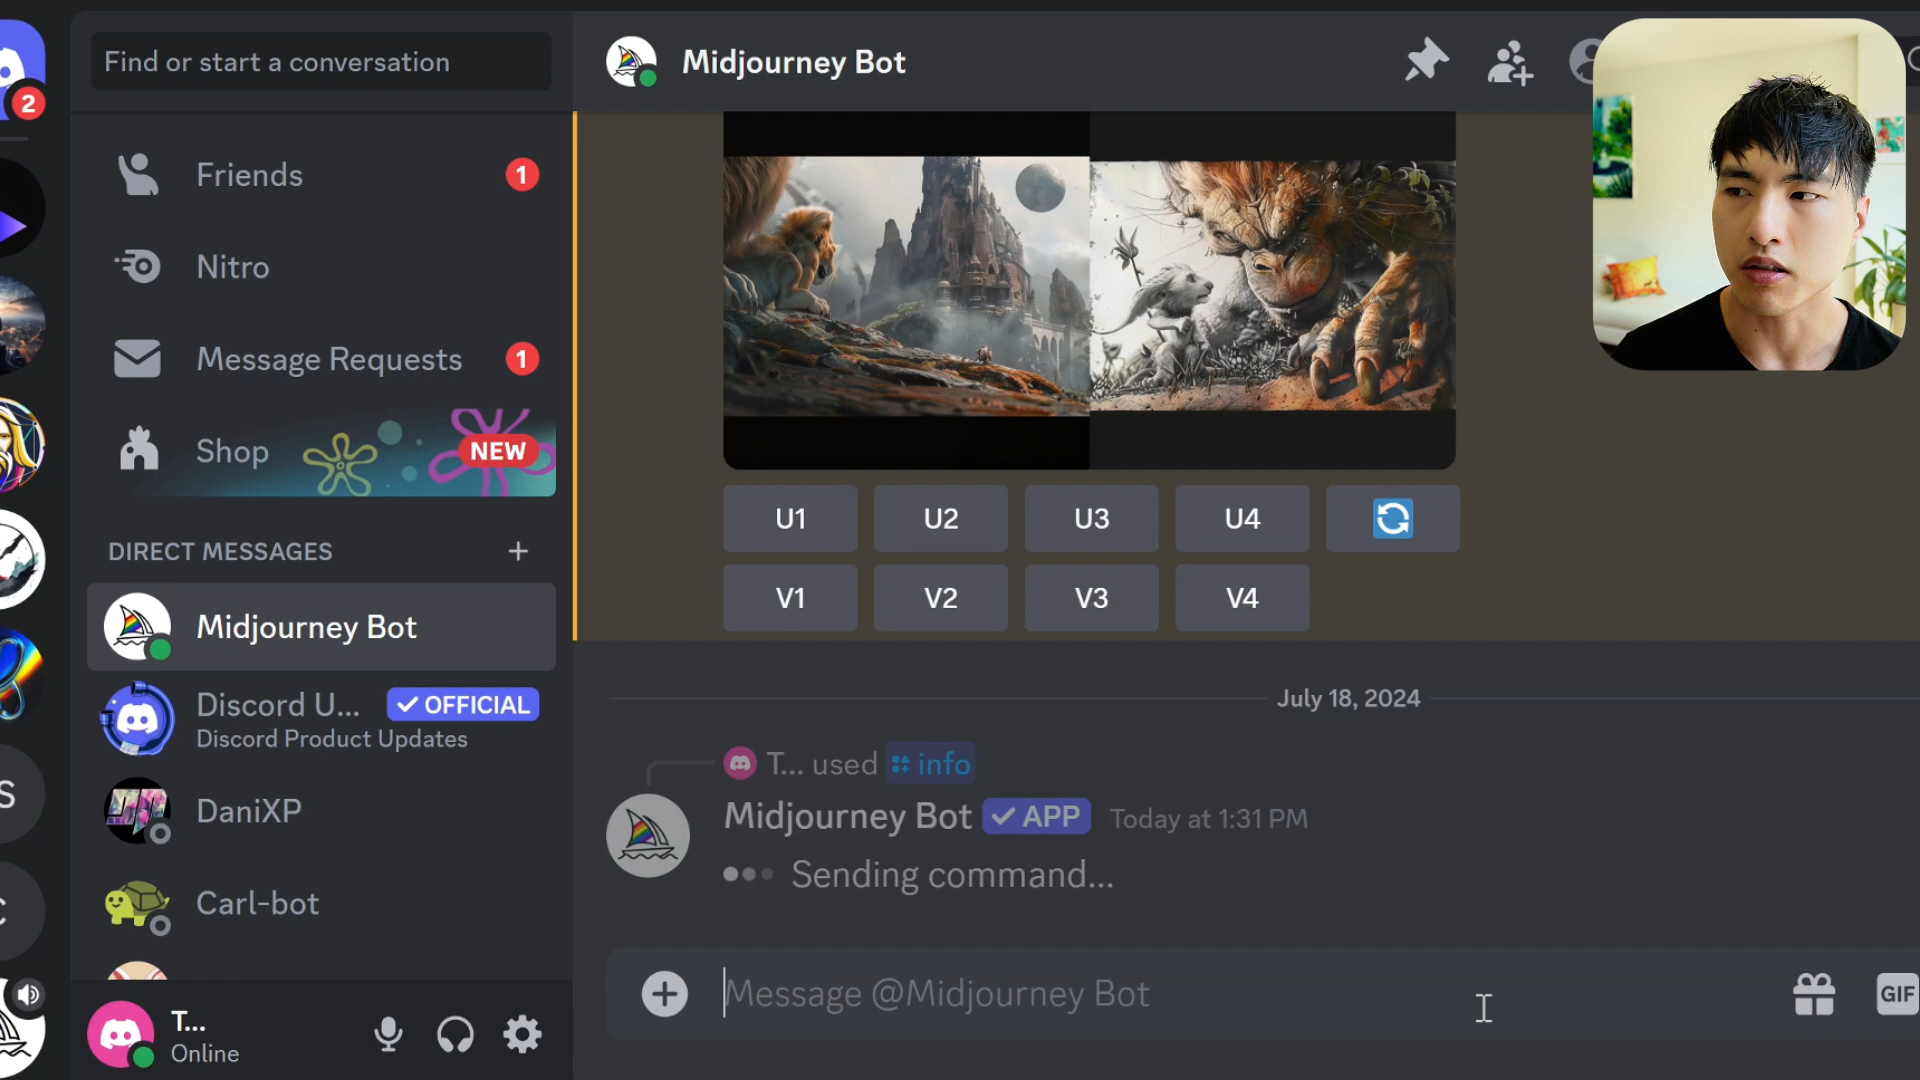 Find or start a conversation
2
Friends
1
Nitro
Message Requests
1
Shop
NEW
DIRECT MESSAGES
Midjourney Bot
Discord U...
OFFICIAL
Discord Product Updates
DaniXP
Carl-bot
T...
Online
Midjourney Bot
U1
U2
U3
U4
V1
V2
V3
V4
July 18, 2024
T... used info
Midjourney Bot APP Today at 1:31 PM
Sending command...
Message @Midjourney Bot
GIF
S